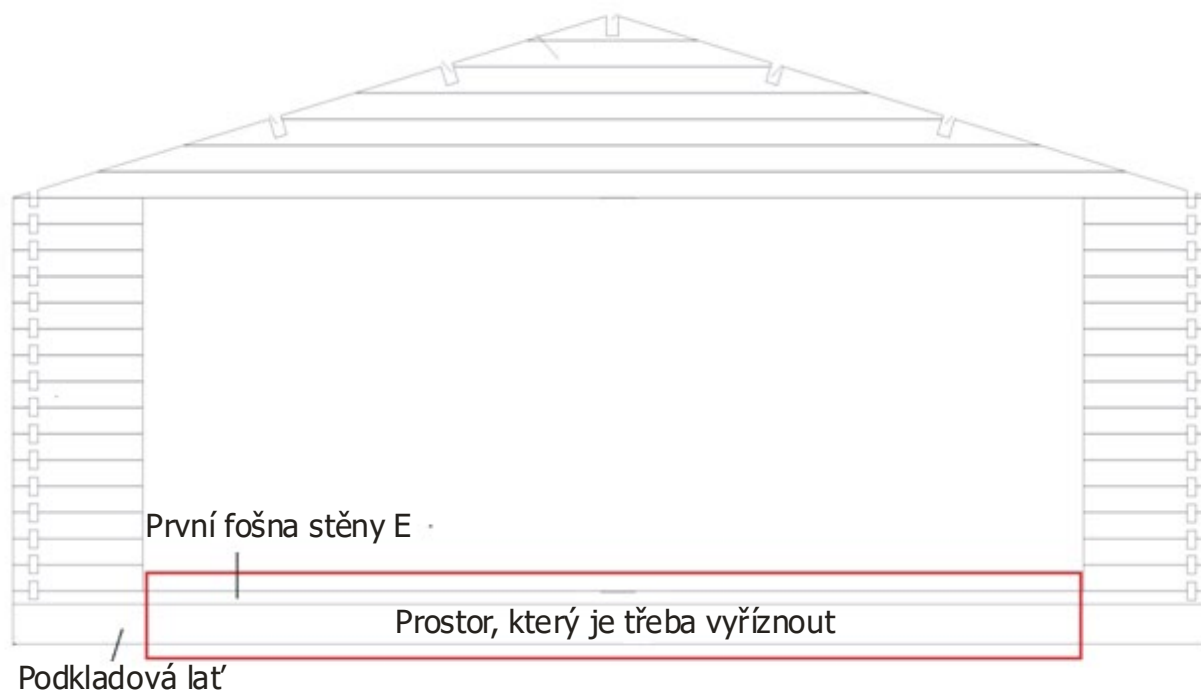 První fošna stěny E
Prostor, který je třeba vyříznout
Podkladová lať